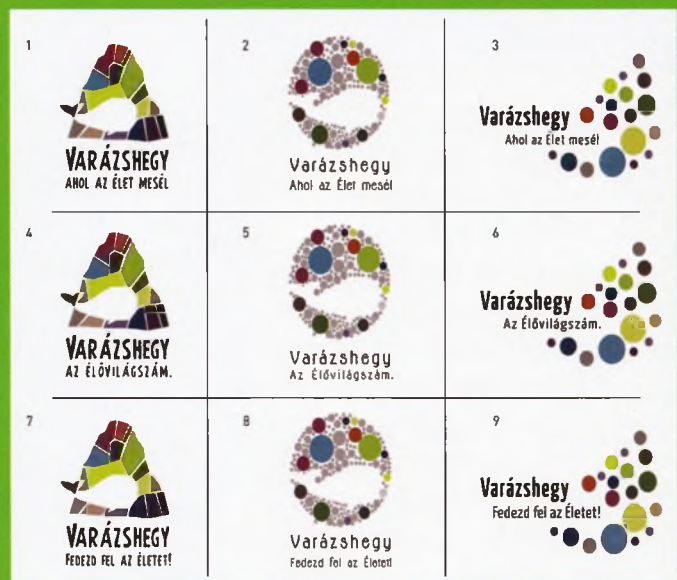 1
VARÁZSHEGY
AHOL AZ ÉLET MESÉL
2
Varázshegy
Ahol az Élet mesél
3
Varázshegy
Ahol az Élet mesél
4
VARÁZSHEGY
AZ ÉLŐVILÁGSZÁM.
5
Varázshegy
Az Élővilágszám.
6
Varázshegy
Az Élővilágszám.
7
VARÁZSHEGY
FEDEZD FEL AZ ÉLETET!
8
Varázshegy
Fedezd fel az Életet!
9
Varázshegy
Fedezd fel az Életet!